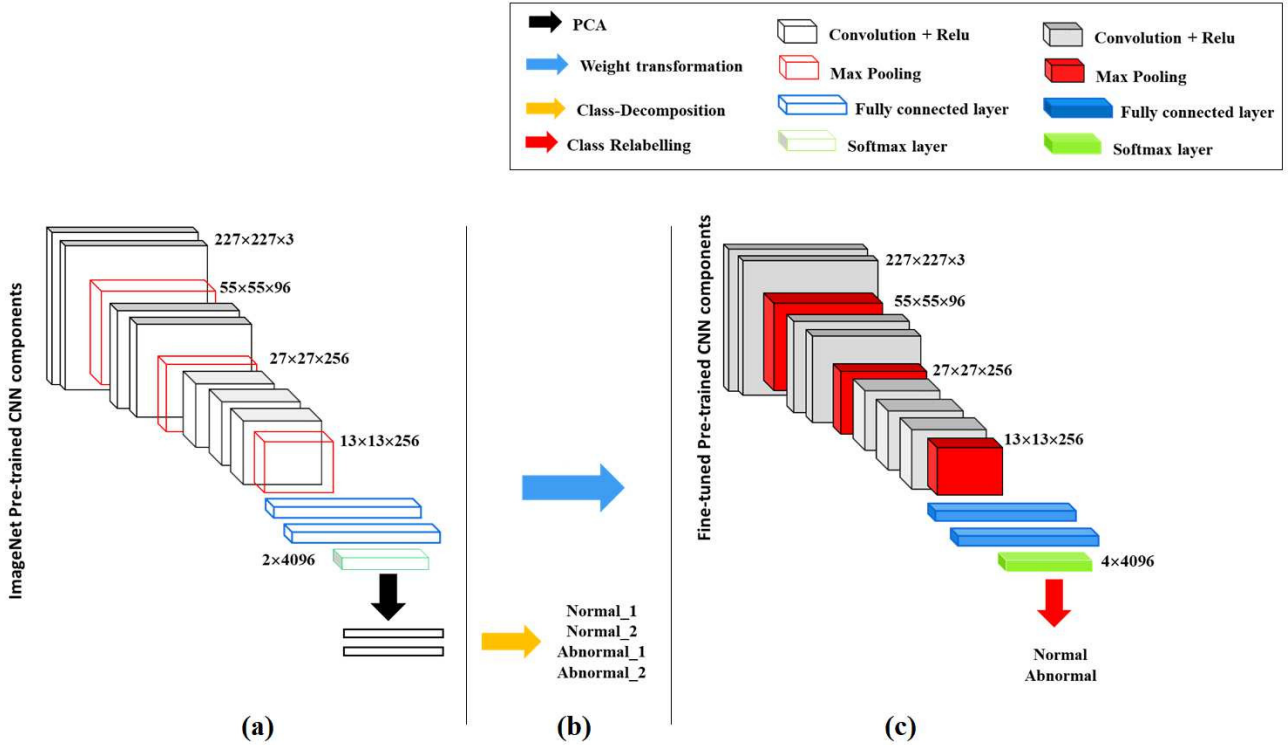 PCA
Weight transformation
Class-Decomposition
Class Relabelling
Convolution + Relu
Max Pooling
Fully connected layer
Softmax layer
Convolution + Relu
Max Pooling
Fully connected layer
Softmax layer
ImageNet Pre-trained CNN components
227×227×3
55×55×96
27×27×256
13×13×256
2×4096
(a)
Normal_1
Normal_2
Abnormal_1
Abnormal_2
(b)
Fine-tuned Pre-trained CNN components
227×227×3
55×55×96
27×27×256
13×13×256
4×4096
Normal
Abnormal
(c)